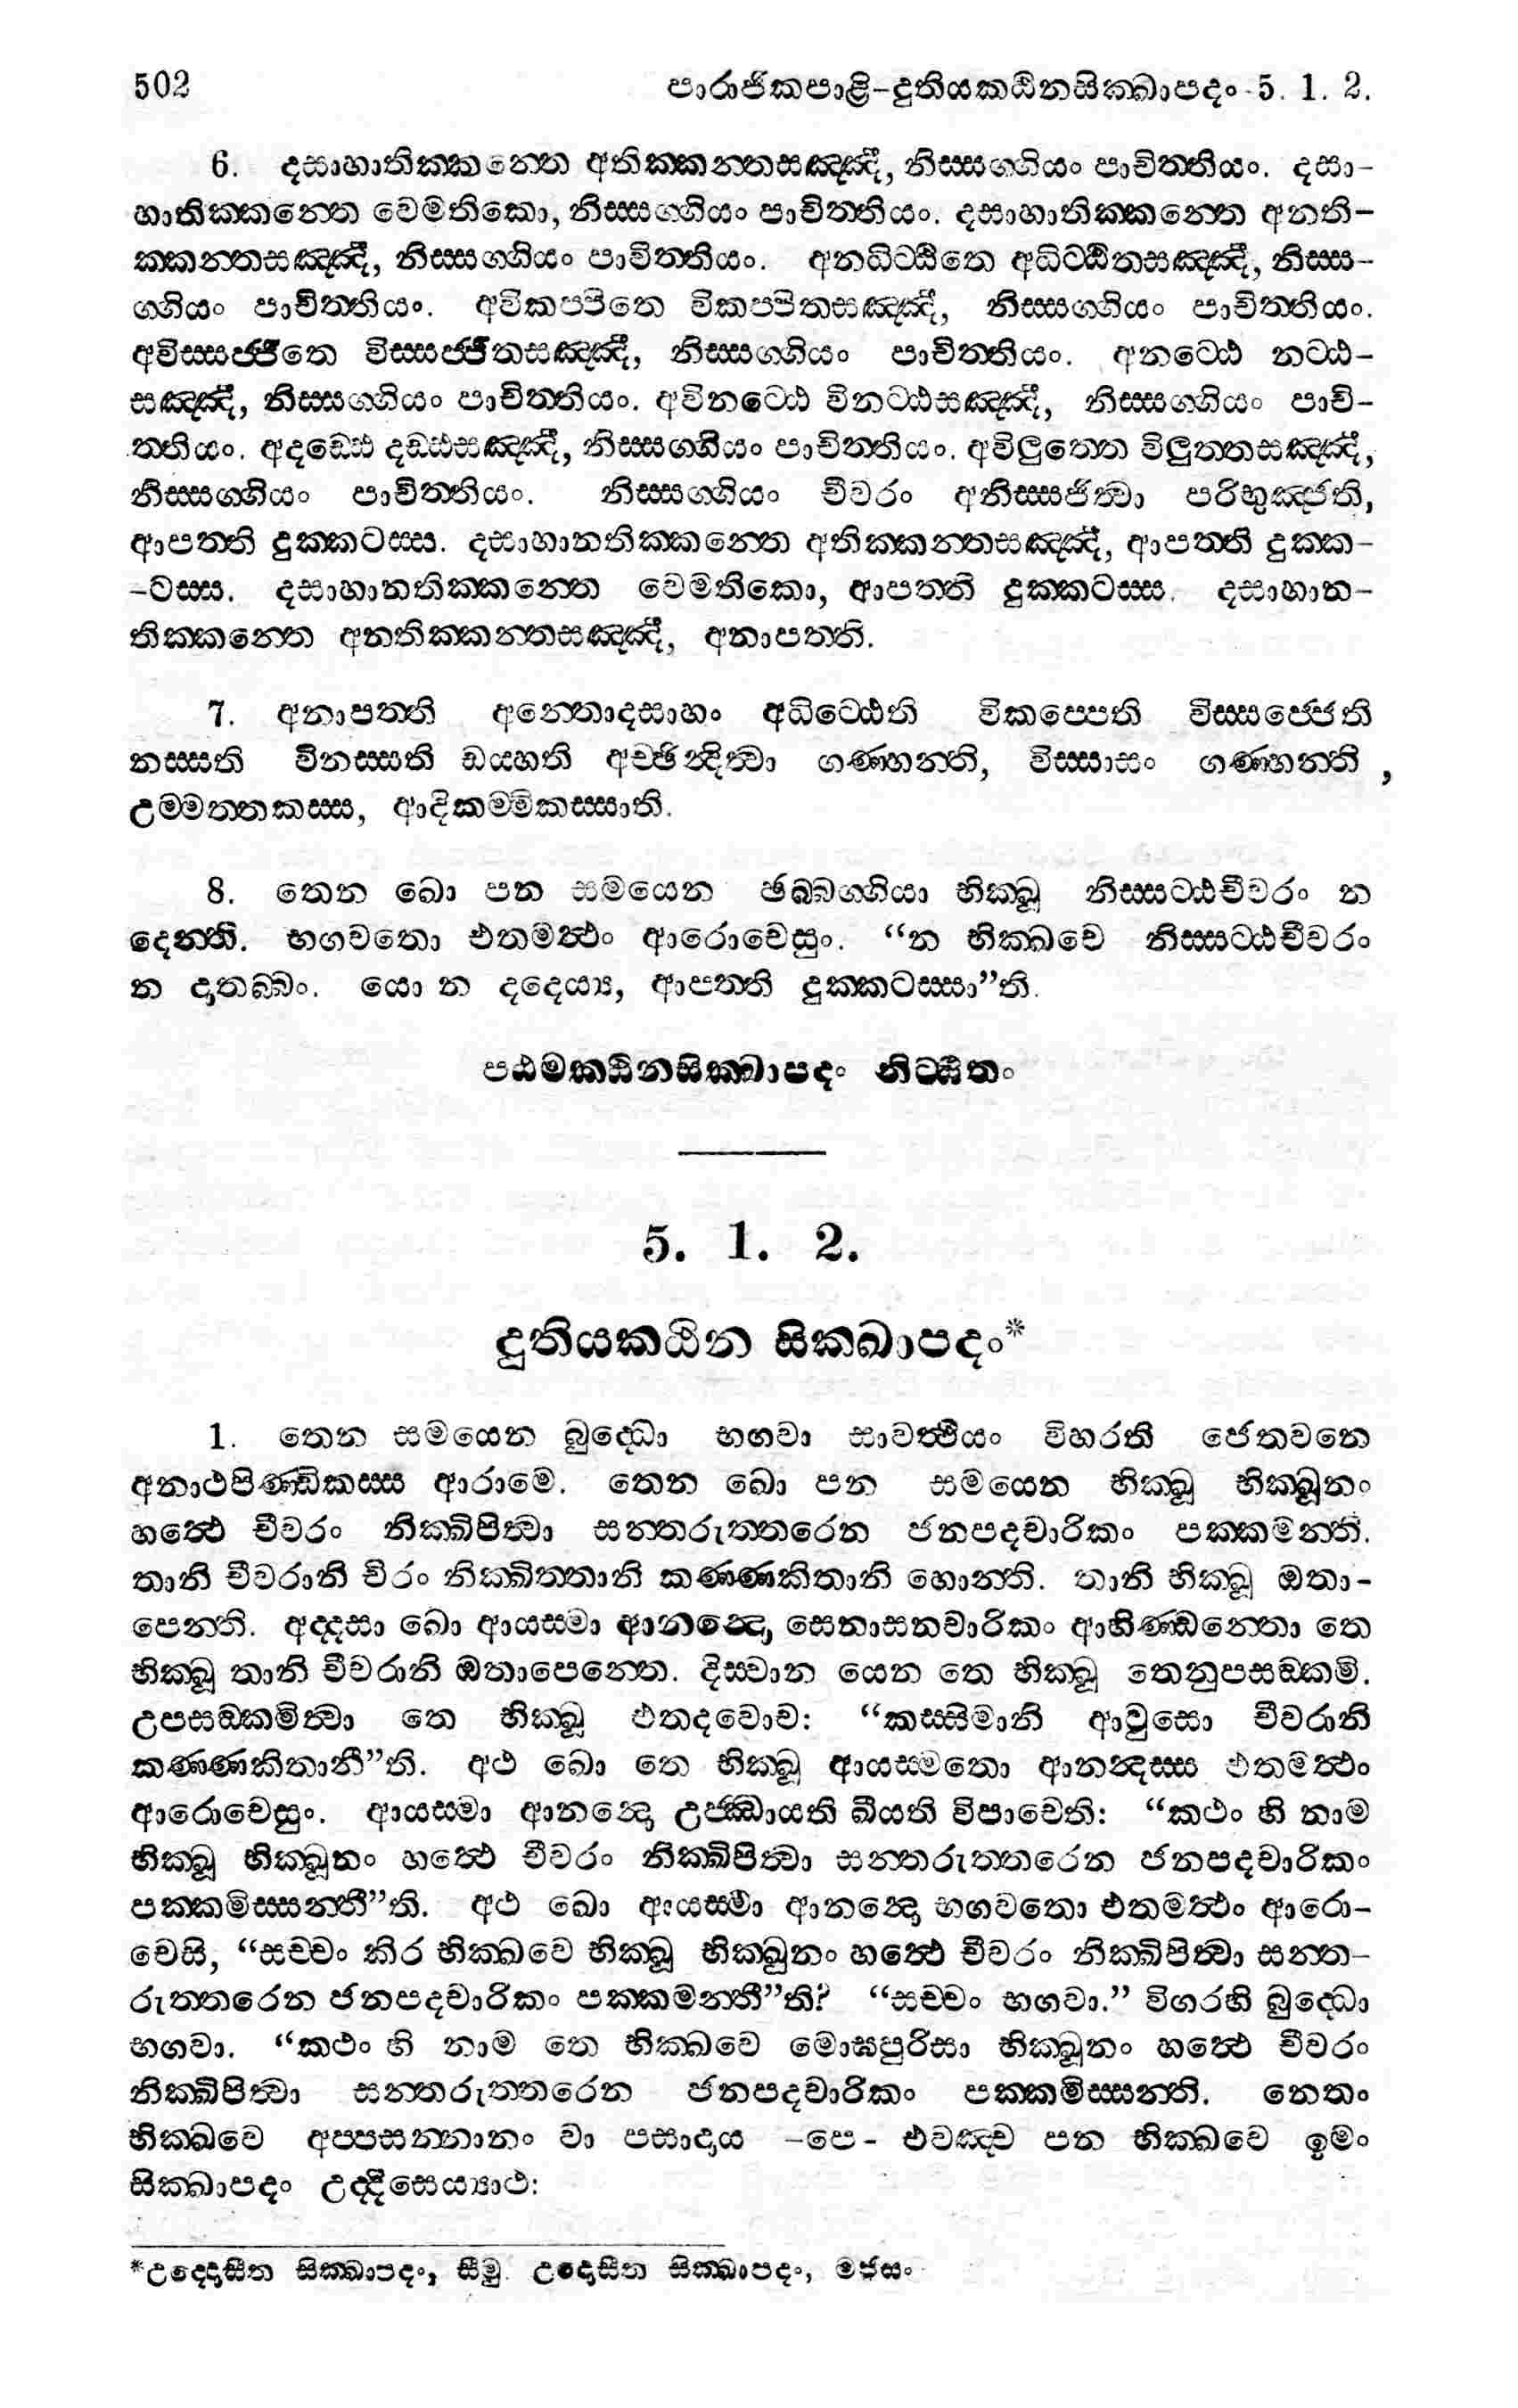 502 පාරාජිකපාළි-දුතියකඨිනසික්ඛාපදං-5. 1. 2.
6. දසාහාතික්කන්තෙ අතික්කන්තසඤ්ඤී, නිස්සග්ගියං පාචිත්තියං. දසා-
හාතික්කන්තෙ වෙමතිකො, නිස්සග්ගියං පාචිත්තියං. දසාහාතික්කන්තෙ අනති-
ක්කන්තසඤ්ඤී, නිස්සග්ගියං පාචිත්තියං. අනධිට්ඨිතෙ අධිට්ඨිතසඤ්ඤී, නිස්ස-
ග්ගියං පාචිත්තියං. අවිකප්පිතෙ විකප්පිතසඤ්ඤී, නිස්සග්ගියං පාචිත්තියං.
අවිස්සජ්ජිතෙ විස්සජ්ජිතසඤ්ඤී, නිස්සග්ගියං පාචිත්තියං. අනට්ඨෙ නට්ඨ-
සඤ්ඤී, නිස්සග්ගියං පාචිත්තියං. අවිනට්ඨෙ විනට්ඨසඤ්ඤී, නිස්සග්ගියං පාචි-
ත්තියං. අදඩ්ඪෙ දඩ්ඪසඤ්ඤී, නිස්සග්ගියං පාචිත්තියං. අවිලුත්තෙ විලුත්තසඤ්ඤී,
නිස්සග්ගියං පාචිත්තියං. නිස්සග්ගියං චීවරං අනිස්සජිත්වා පරිභුඤ්ජති,
ආපත්ති දුක්කටස්ස. දසාහානතික්කන්තෙ අතික්කන්තසඤ්ඤී, ආපත්ති දුක්ක-
-ටස්ස. දසාහානතික්කන්තෙ වෙමතිකො, ආපත්ති දුක්කටස්ස. දසාහාන-
තික්කන්තෙ අනතික්කන්තසඤ්ඤී, අනාපත්ති.
7. අනාපත්ති අන්තොදසාහං අධිට්ඨෙති විකප්පෙති විස්සජ්ජෙති
නස්සති විනස්සති ඩය්හති අච්ඡින්දිත්වා ගණ්හන්ති, විස්සාසං ගණ්හන්ති,
උම්මත්තකස්ස, ආදිකම්මිකස්සාති.
8. තෙන ඛො පන සමයෙන ඡබ්බග්ගියා භික්ඛූ නිස්සට්ඨචීවරං න
දෙන්ති. භගවතො එතමත්ථං ආරොචෙසුං. “න භික්ඛවෙ නිස්සට්ඨචීවරං
න දාතබ්බං. යො න දදෙය්‍ය, ආපත්ති දුක්කටස්සා”ති.
පඨමකඨිනසික්ඛාපදං නිට්ඨිතං
5. 1. 2.
දුතියකඨින සික්ඛාපදං*
1. තෙන සමයෙන බුද්ධො භගවා සාවත්ථියං විහරති ජෙතවනෙ
අනාථපිණ්ඩිකස්ස ආරාමෙ. තෙන ඛො පන සමයෙන භික්ඛූ භික්ඛූනං
හත්ථෙ චීවරං නික්ඛිපිත්වා සන්තරුත්තරෙන ජනපදචාරිකං පක්කමන්ති.
තානි චීවරානි චිරං නික්ඛිත්තානි කණ්ණකිතානි හොන්ති. තානි භික්ඛූ ඔතා-
පෙන්ති. අද්දසා ඛො ආයස්මා ආනන්දො, සෙනාසනචාරිකං ආහිණ්ඩන්තො තෙ
භික්ඛූ තානි චීවරානි ඔතාපෙන්තෙ. දිස්වාන යෙන තෙ භික්ඛූ තෙනුපසඞ්කමි.
උපසඞ්කමිත්වා තෙ භික්ඛූ එතදවොච: “කස්සිමානි ආවුසො චීවරානි
කණ්ණකිතානී”ති. අථ ඛො තෙ භික්ඛූ ආයස්මතො ආනන්දස්ස එතමත්ථං
ආරොචෙසුං. ආයස්මා ආනන්දො උජ්ඣායති ඛීයති විපාචෙති: “කථං හි නාම
භික්ඛූ භික්ඛූනං හත්ථෙ චීවරං නික්ඛිපිත්වා සන්තරුත්තරෙන ජනපදචාරිකං
පක්කමිස්සන්තී”ති. අථ ඛො ආයස්මා ආනන්දො භගවතො එතමත්ථං ආරො-
චෙසි, “සච්චං කිර භික්ඛවෙ භික්ඛූ භික්ඛුනං හත්ථෙ චීවරං නික්ඛිපිත්වා සන්ත-
රුත්තරෙන ජනපදචාරිකං පක්කමන්තී”ති? “සච්චං භගවා.” විගරහි බුද්ධො
භගවා. “කථං හි නාම තෙ භික්ඛවෙ මොඝපුරිසා භික්ඛූනං හත්ථෙ චීවරං
නික්ඛිපිත්වා සන්තරුත්තරෙන ජනපදචාරිකං පක්කමිස්සන්ති. නෙතං
භික්ඛවෙ අප්පසන්නානං වා පසාදාය -පෙ- එවඤ්ච පන භික්ඛවෙ ඉමං
සික්ඛාපදං උද්දිසෙය්‍යාථ:
*උද්දොසිත සික්ඛාපදං, සීමු. උදොසිත සික්ඛාපදං, මජසං